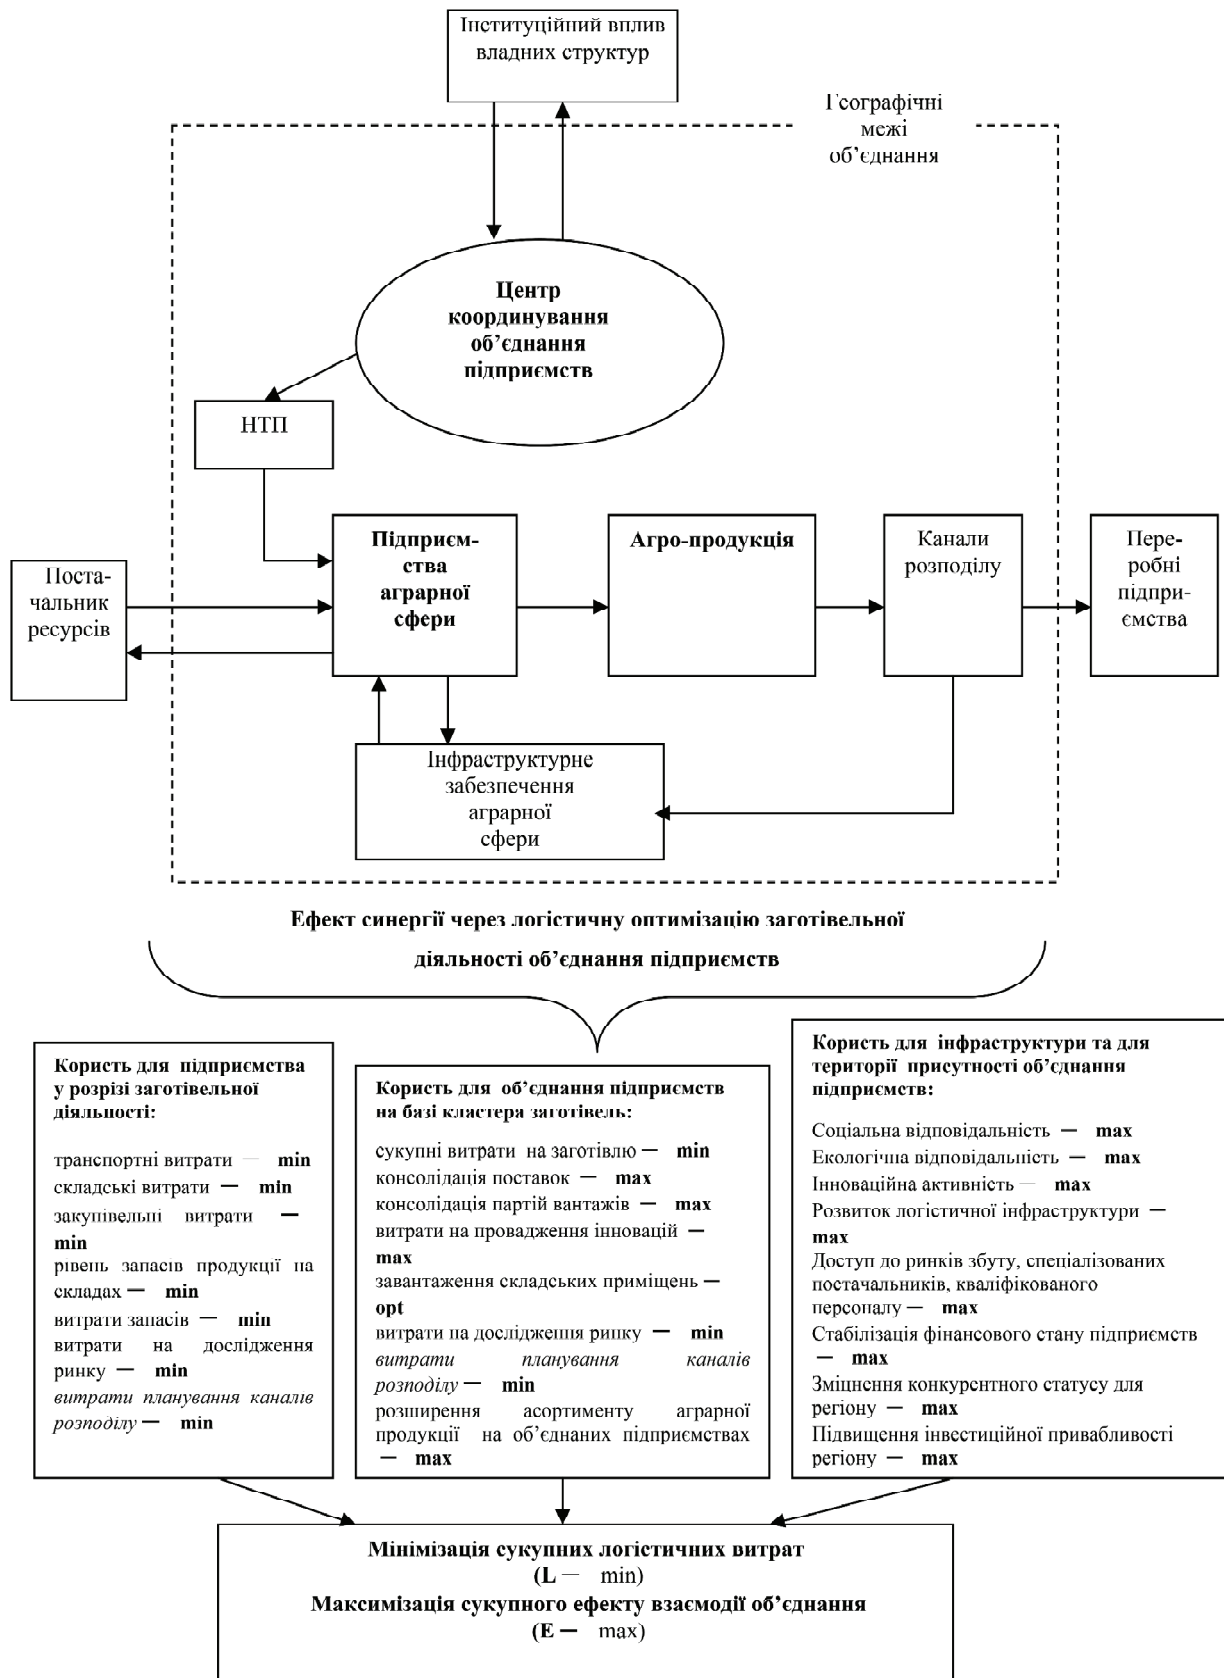 Інституційний вплив
владних структур
Географічні
межі
об’єднання
Центр
координування
об’єднання
підприємств
НТП
Поста-
чальник
ресурсів
Підприєм-
ства
аграрної
сфери
Агро-продукція
Канали
розподілу
Пере-
робні
підпри-
ємства
Інфраструктурне
забезпечення
аграрної
сфери
Ефект синергії через логістичну оптимізацію заготівельної
діяльності об’єднання підприємств
Користь для підприємства
у розрізі заготівельної
діяльності:
транспортні витрати — min
складські витрати — min
закупівельні витрати —
min
рівень запасів продукції на
складах — min
витрати запасів — min
витрати на дослідження
ринку — min
витрати планування каналів
розподілу — min
Користь для об’єднання підприємств
на базі кластера заготівель:
сукупні витрати на заготівлю — min
консолідація поставок — max
консолідація партій вантажів — max
витрати на провадження інновацій —
max
завантаження складських приміщень —
opt
витрати на дослідження ринку — min
витрати планування каналів
розподілу — min
розширення асортименту аграрної
продукції на об’єднаних підприємствах
— max
Користь для інфраструктури та для
території присутності об’єднання
підприємств:
Соціальна відповідальність — max
Екологічна відповідальність — max
Інноваційна активність — max
Розвиток логістичної інфраструктури —
max
Доступ до ринків збуту, спеціалізованих
постачальників, кваліфікованого
персоналу — max
Стабілізація фінансового стану підприємств
— max
Зміцнення конкурентного статусу для
регіону — max
Підвищення інвестиційної привабливості
регіону — max
Мінімізація сукупних логістичних витрат
(L — min)
Максимізація сукупного ефекту взаємодії об’єднання
(E — max)